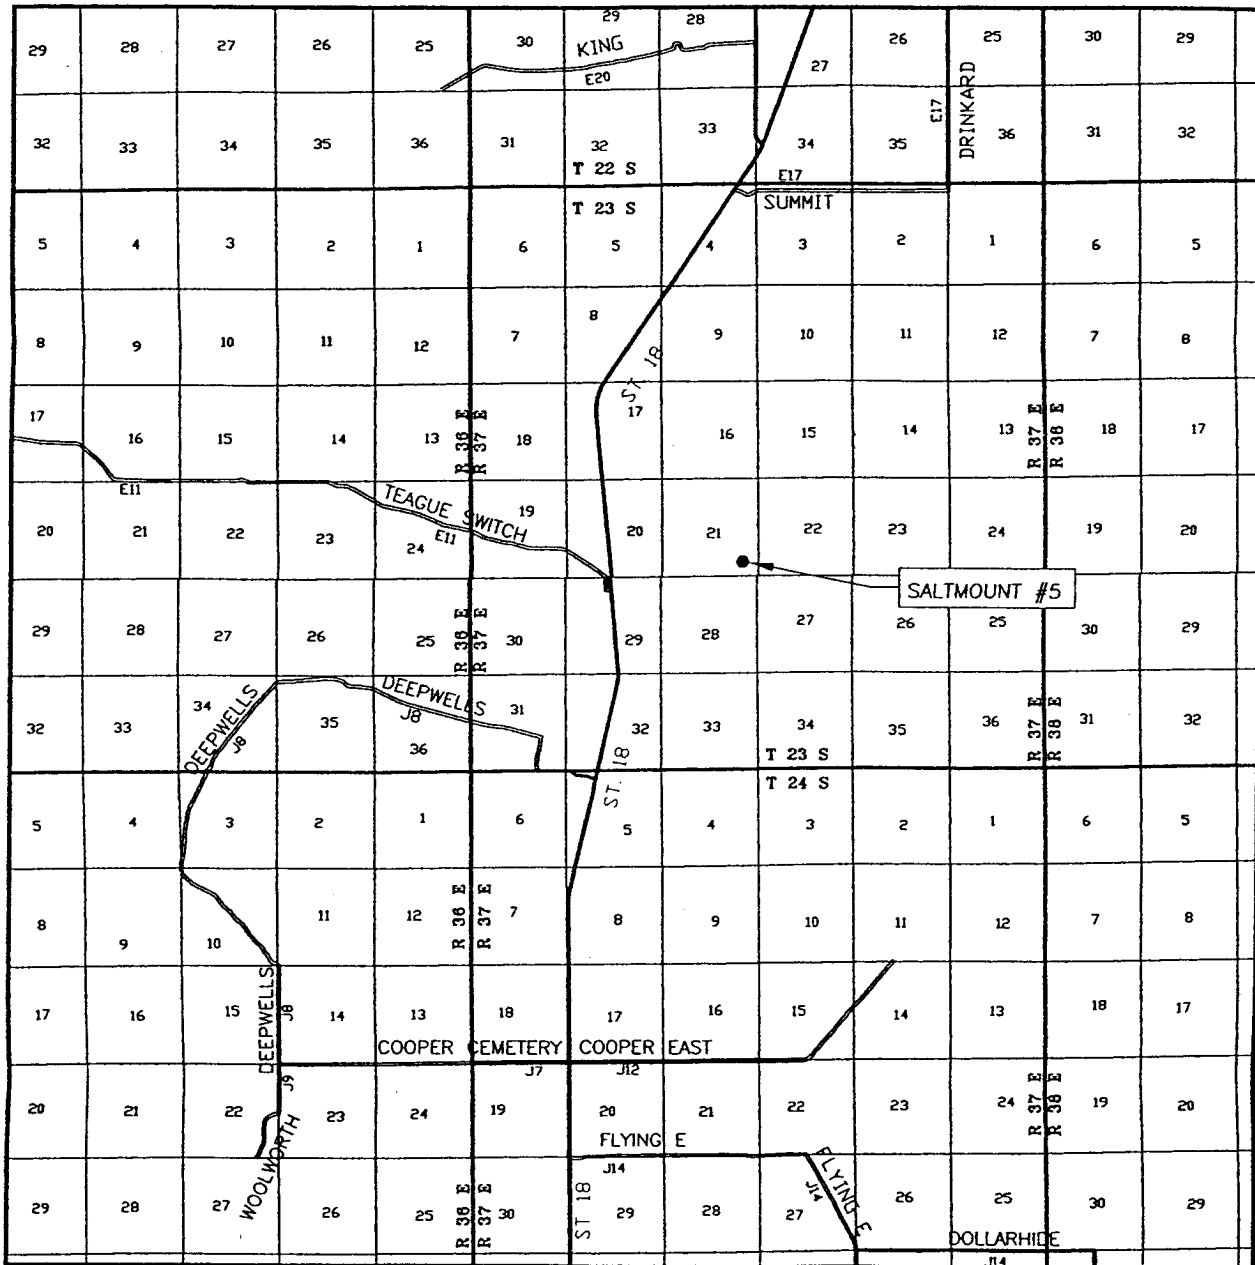 29 28 27 26 25 30 29 28 26 25 30 29
KING
E20
27
E17
DRINKARD
32 33 34 35 36 31 32 33 34 35 36 31 32
T 22 S
E17
T 23 S
SUMMIT
5 4 3 2 1 6 5 4 3 2 1 6 5
8 9 10 11 12 7 8 9 10 11 12 7 8
ST 18
17 16 15 14 13 18 17 16 15 14 13 18 17
R 36 E
R 37 E
R 37 E
R 38 E
E11
TEAGUE SWITCH
E11
20 21 22 23 24 19 20 21 22 23 24 19 20
SALTMOUNT #5
29 28 27 26 25 30 29 28 27 26 25 30 29
R 36 E
R 37 E
DEEPWELLS
J8
DEEPWELLS
J8
32 33 34 35 36 31 32 33 34 35 36 31 32
R 37 E
R 38 E
T 23 S
T 24 S
ST. 18
5 4 3 2 1 6 5 4 3 2 1 6 5
8 9 10 11 12 7 8 9 10 11 12 7 8
R 36 E
R 37 E
17 16 15 14 13 18 17 16 15 14 13 18 17
DEEPWELLS
J8
COOPER CEMETERY COOPER EAST
J7 J12
J9
20 21 22 23 24 19 20 21 22 23 24 19 20
R 37 E
R 38 E
WOOLWORTH
FLYING E
J14
FLYING E
J14
29 28 27 26 25 30 29 28 27 26 25 30 29
R 36 E
R 37 E
ST 18
DOLLARHIDE
J14